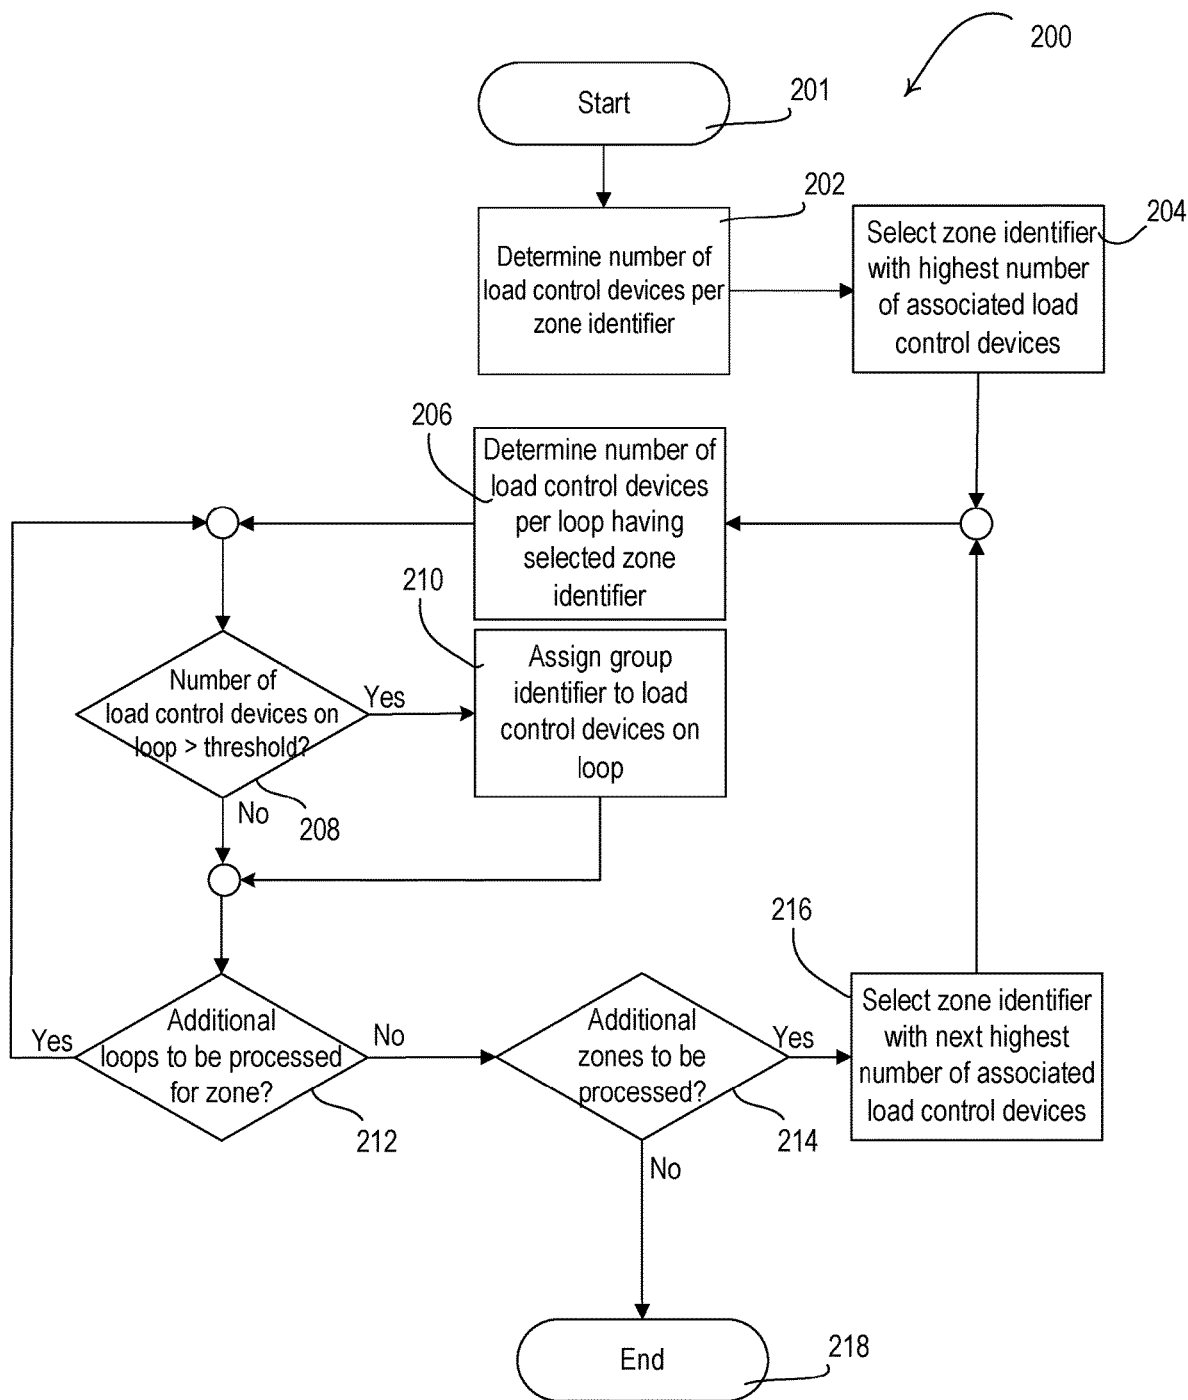 200
Start
201
202
Determine number of
load control devices per
zone identifier
204
Select zone identifier
with highest number
of associated load
control devices
206
Determine number of
load control devices
per loop having
selected zone
identifier
210
Assign group
identifier to load
control devices on
loop
Number of
load control devices on
loop > threshold?
Yes
No
208
Additional
loops to be processed
for zone?
Yes
No
212
Additional
zones to be
processed?
Yes
214
No
216
Select zone identifier
with next highest
number of associated
load control devices
End
218